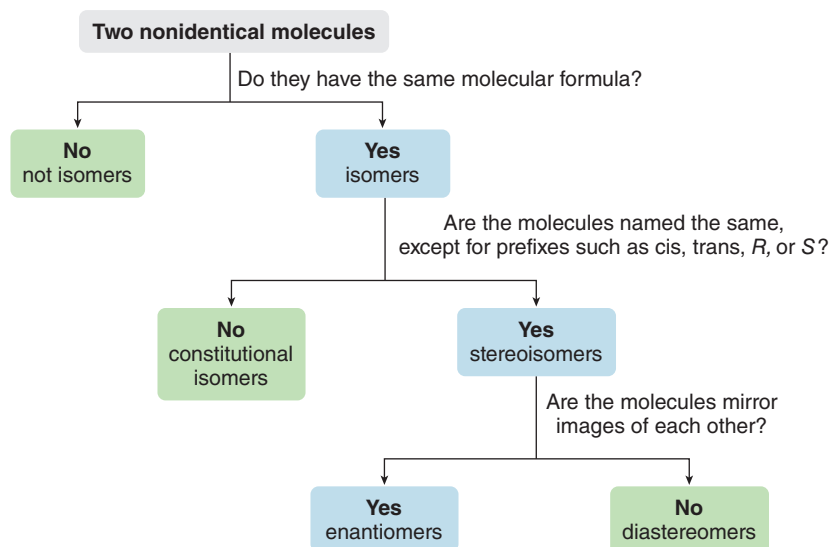 Two nonidentical molecules
Do they have the same molecular formula?
No
not isomers
Yes
isomers
Are the molecules named the same,
except for prefixes such as cis, trans, R, or S?
No
constitutional
isomers
Yes
stereoisomers
Are the molecules mirror
images of each other?
Yes
enantiomers
No
diastereomers